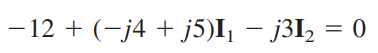 −12 + (−j4 + j5)I₁ − j3I₂ = 0